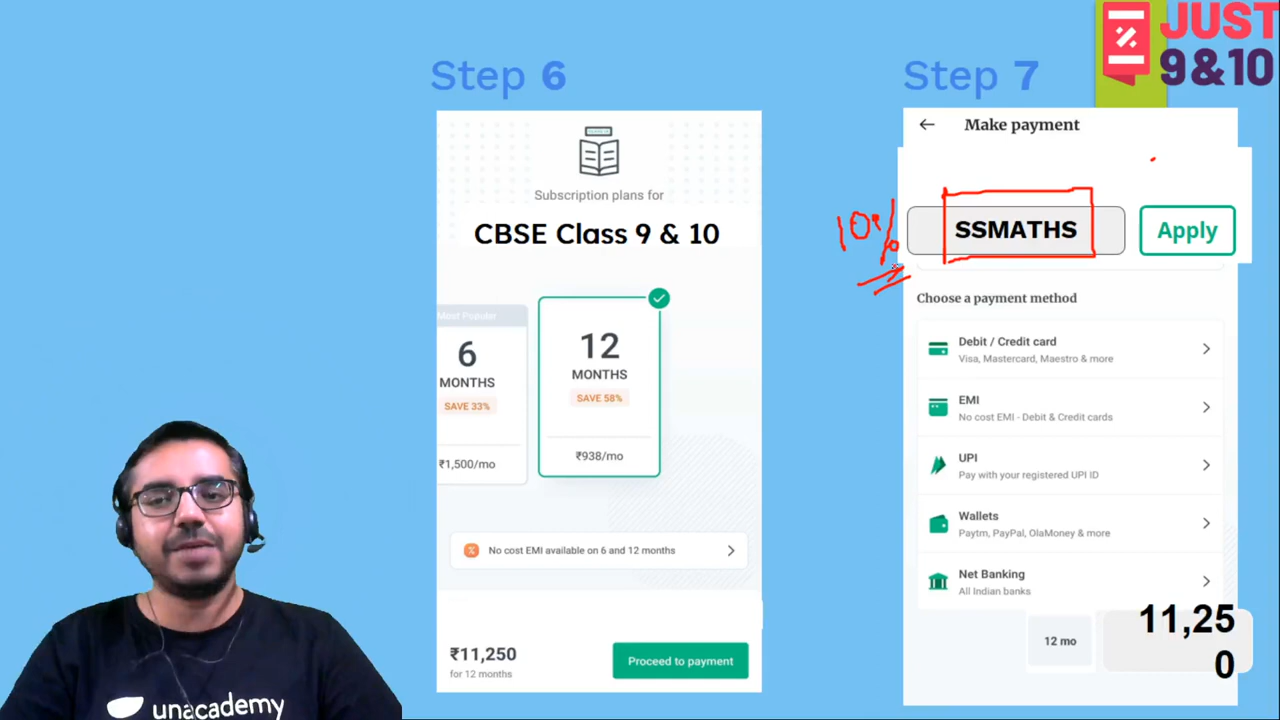 JUST
9&10
Step 6
Subscription plans for
CBSE Class 9 & 10
Most Popular
6
MONTHS
SAVE 33%
₹1,500/mo
12
MONTHS
SAVE 58%
₹938/mo
No cost EMI available on 6 and 12 months
₹11,250
for 12 months
Proceed to payment
Step 7
Make payment
10%
SSMATHS
Apply
Choose a payment method
Debit / Credit card
Visa, Mastercard, Maestro & more
EMI
No cost EMI - Debit & Credit cards
UPI
Pay with your registered UPI ID
Wallets
Paytm, PayPal, OlaMoney & more
Net Banking
All Indian banks
12 mo
11,25
0
unacademy